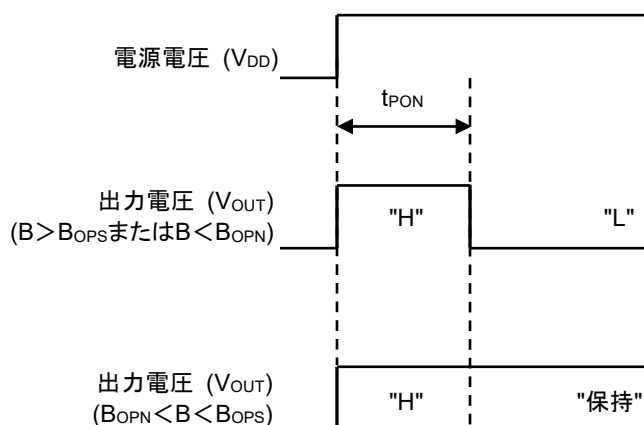 電源電圧 (VDD)
tPON
出力電圧 (VOUT)
(B＞BOPSまたはB＜BOPN)
"H"
"L"
出力電圧 (VOUT)
(BOPN＜B＜BOPS)
"H"
"保持"